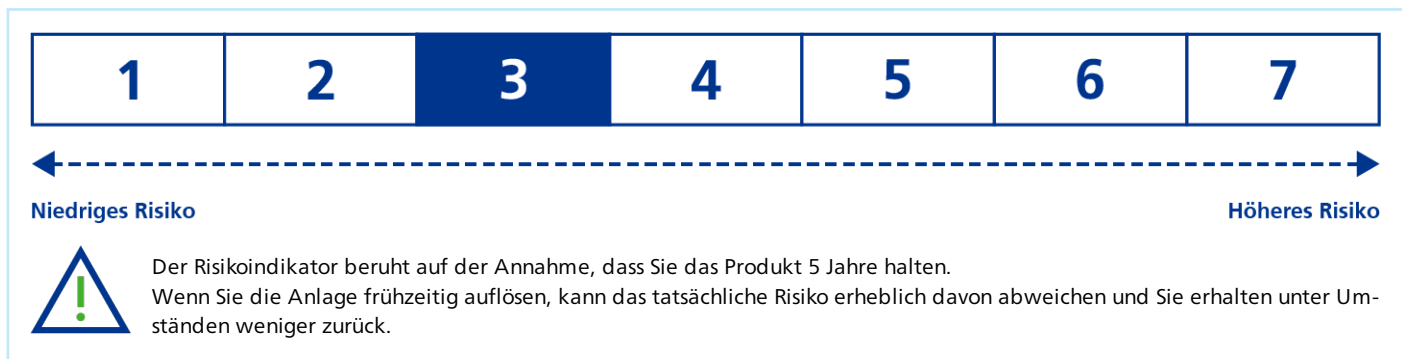 1 2 3 4 5 6 7
Niedriges Risiko Höheres Risiko
Der Risikoindikator beruht auf der Annahme, dass Sie das Produkt 5 Jahre halten.
Wenn Sie die Anlage frühzeitig auflösen, kann das tatsächliche Risiko erheblich davon abweichen und Sie erhalten unter Um-
ständen weniger zurück.